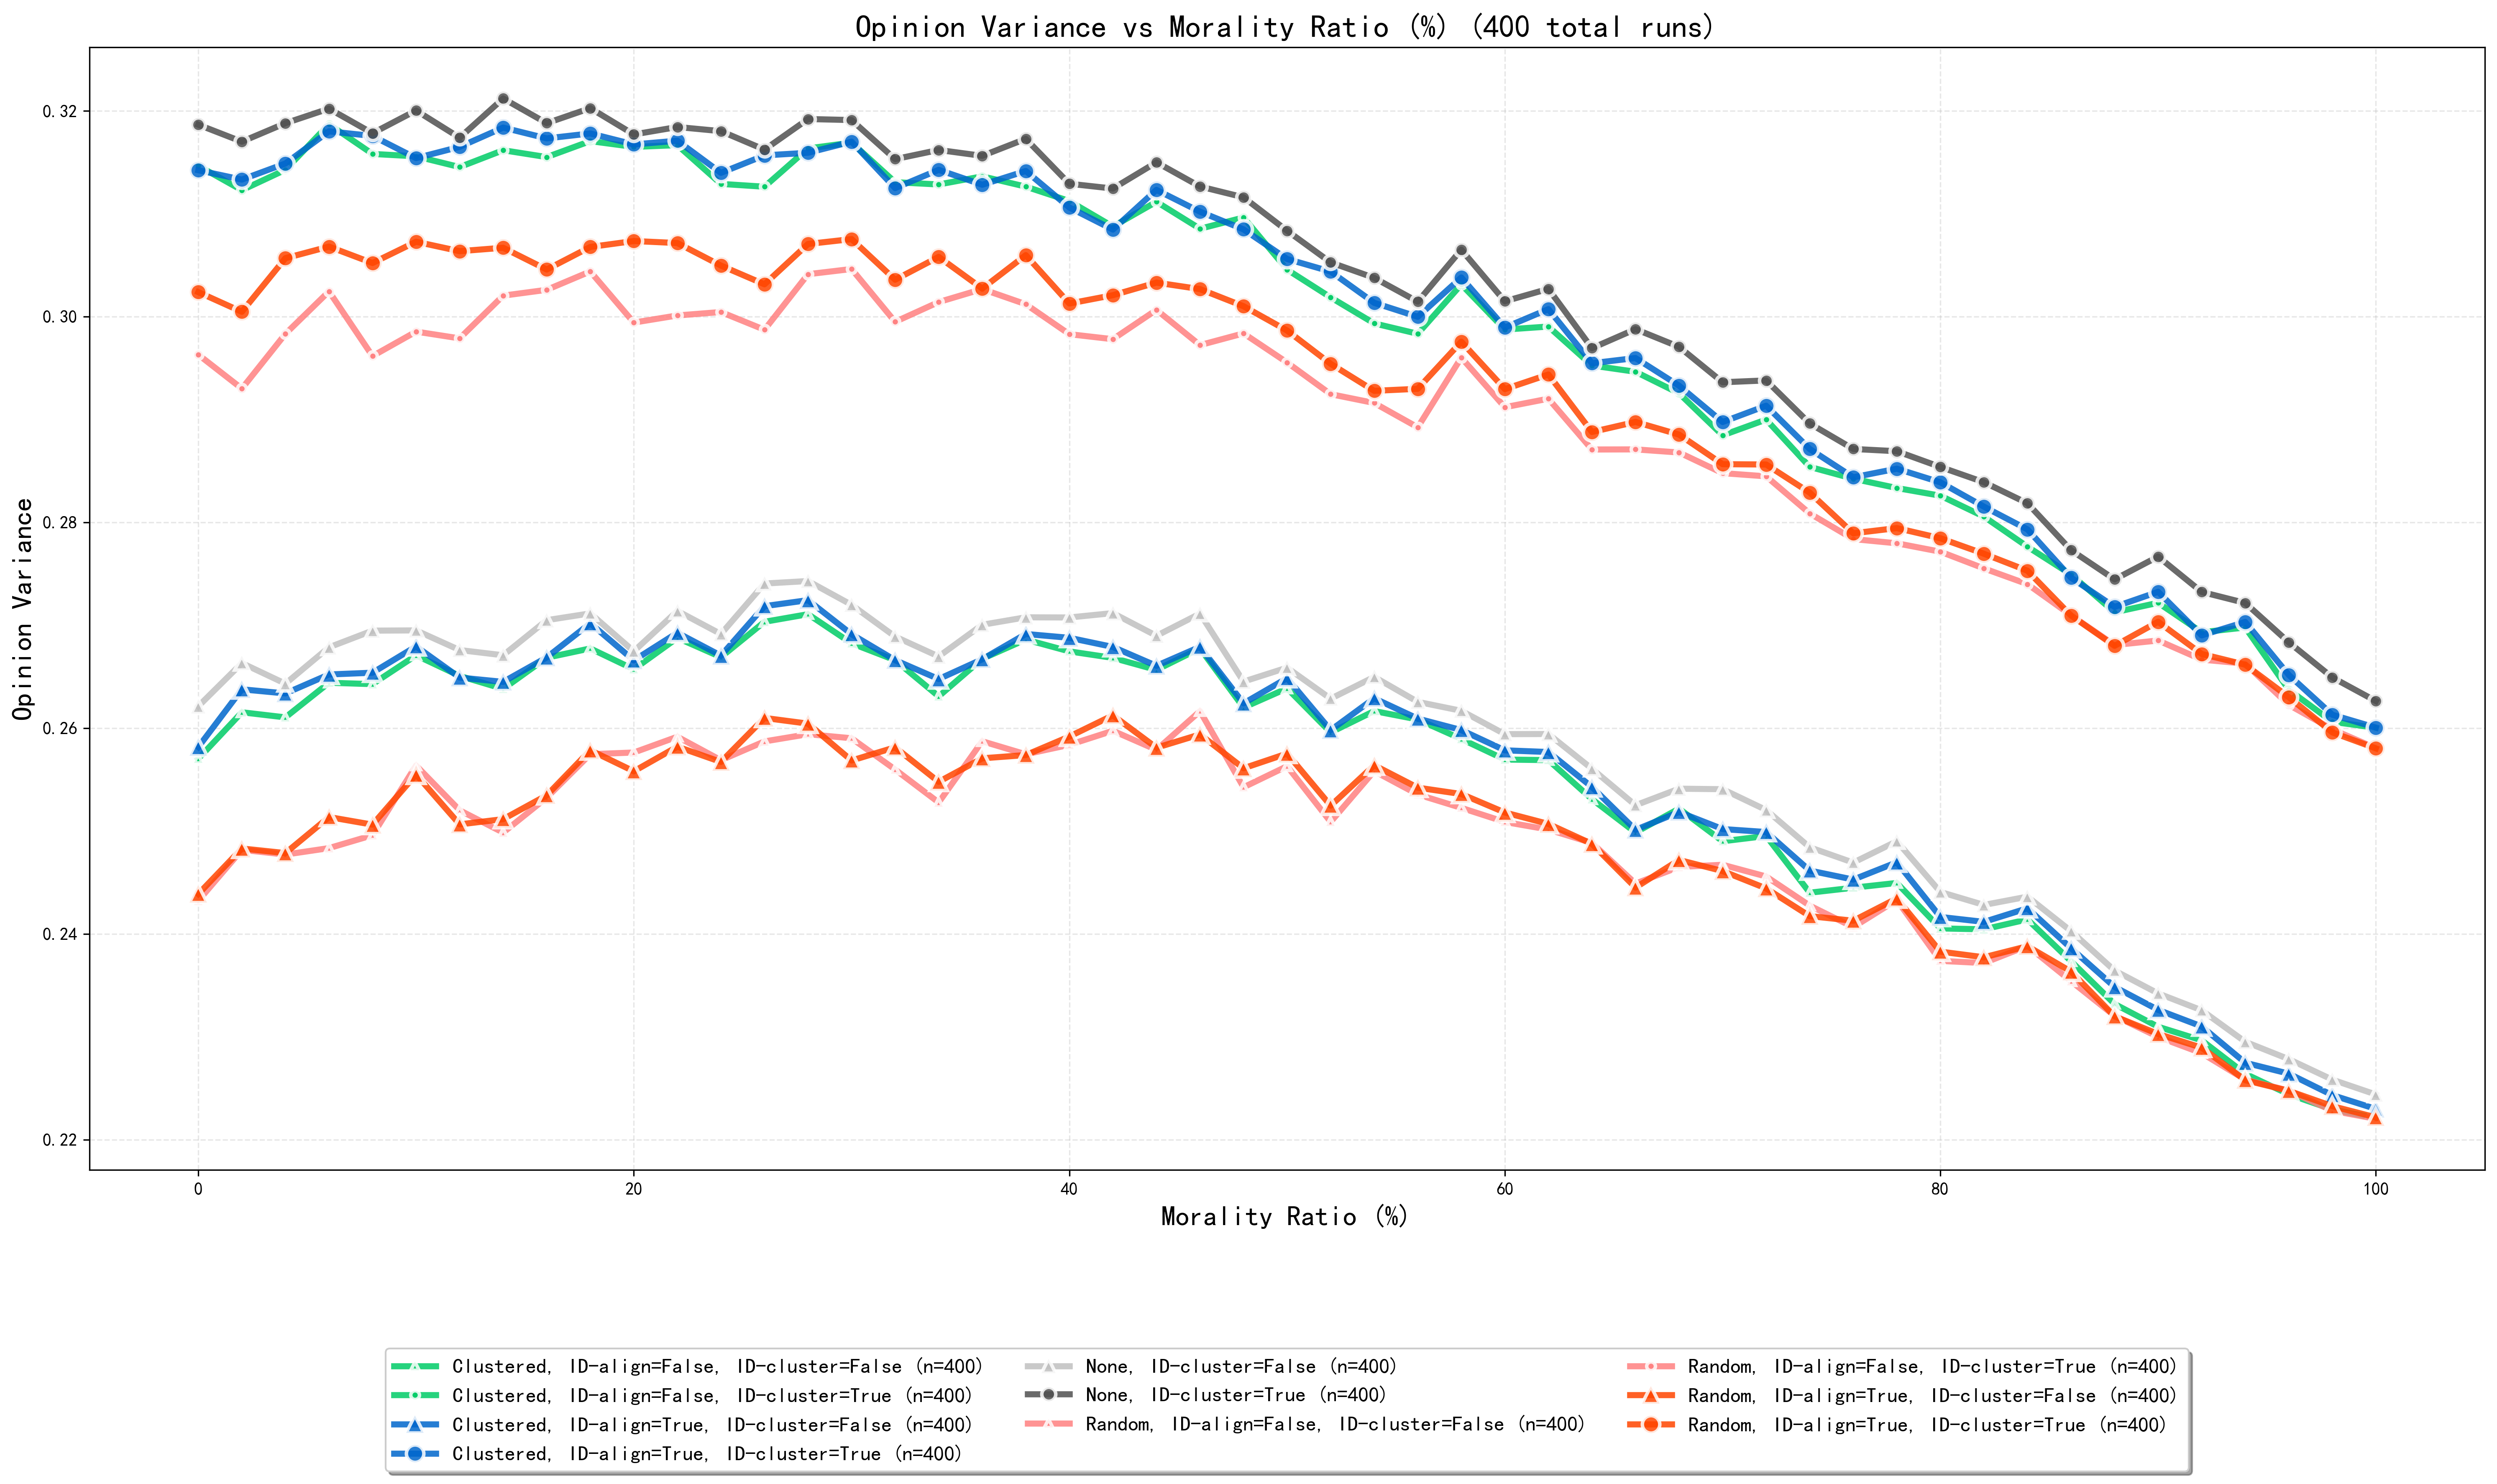 Opinion Variance vs Morality Ratio (%) (400 total runs)
Opinion Variance
0.32
0.30
0.28
0.26
0.24
0.22
0
20
40
60
80
100
Morality Ratio (%)
Clustered, ID-align=False, ID-cluster=False (n=400)
Clustered, ID-align=False, ID-cluster=True (n=400)
Clustered, ID-align=True, ID-cluster=False (n=400)
Clustered, ID-align=True, ID-cluster=True (n=400)
None, ID-cluster=False (n=400)
None, ID-cluster=True (n=400)
Random, ID-align=False, ID-cluster=False (n=400)
Random, ID-align=False, ID-cluster=True (n=400)
Random, ID-align=True, ID-cluster=False (n=400)
Random, ID-align=True, ID-cluster=True (n=400)